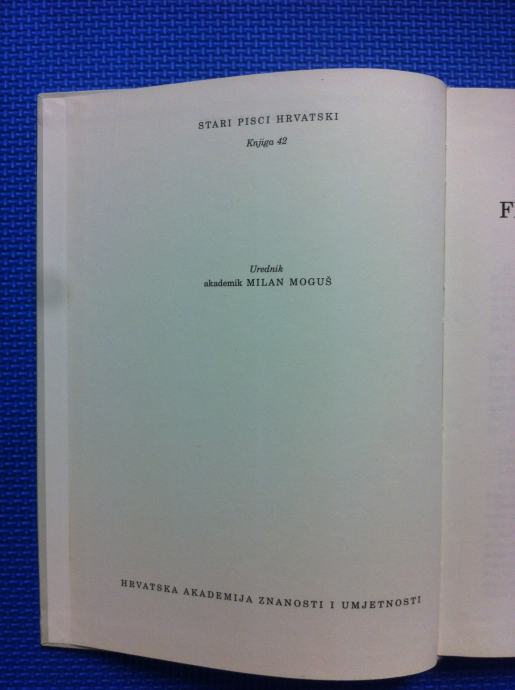 STARI PISCI HRVATSKI
Knjiga 42
Urednik
akademik MILAN MOGUŠ
HRVATSKA AKADEMIJA ZNANOSTI I UMJETNOSTI